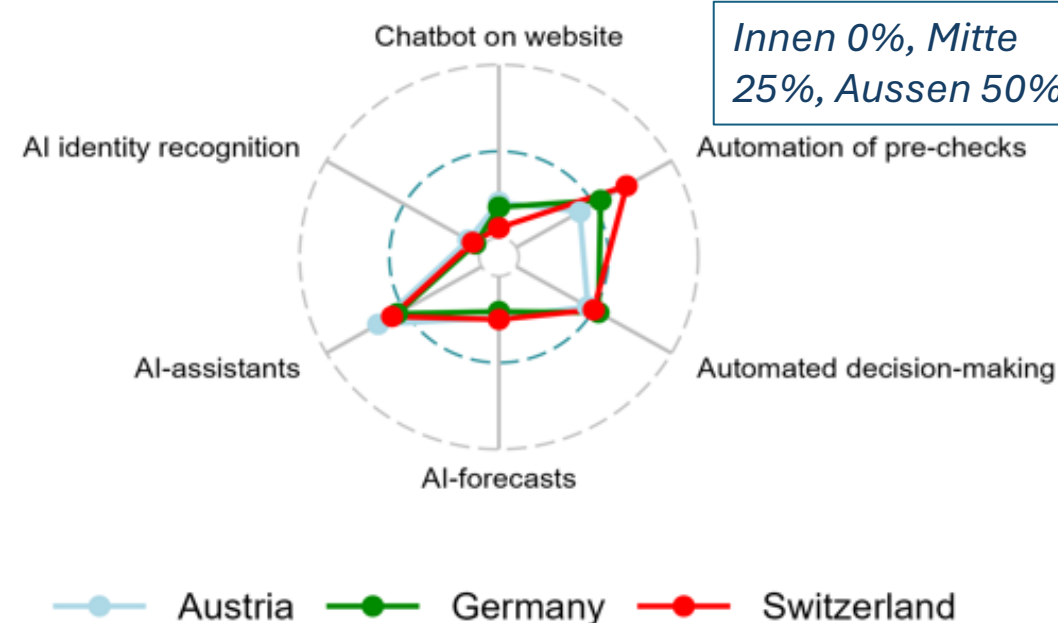 Chatbot on website
Innen 0%, Mitte
25%, Aussen 50%
AI identity recognition
Automation of pre-checks
AI-assistants
Automated decision-making
AI-forecasts
Austria
Germany
Switzerland